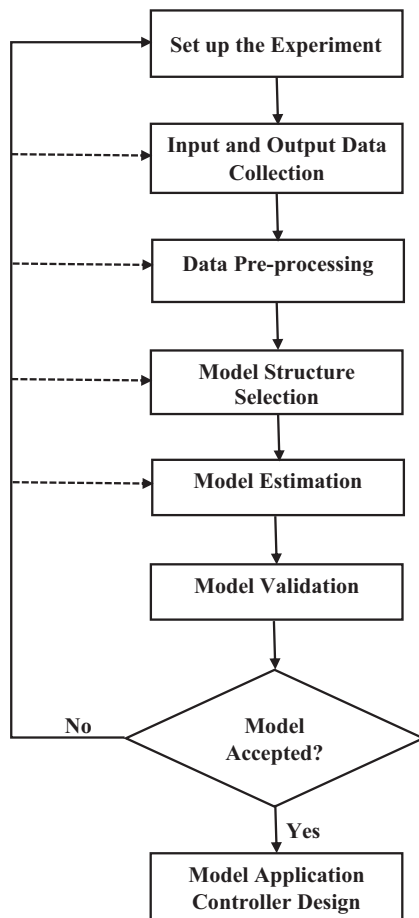 Set up the Experiment
Input and Output Data
Collection
Data Pre-processing
Model Structure
Selection
Model Estimation
Model Validation
No
Model
Accepted?
Yes
Model Application
Controller Design